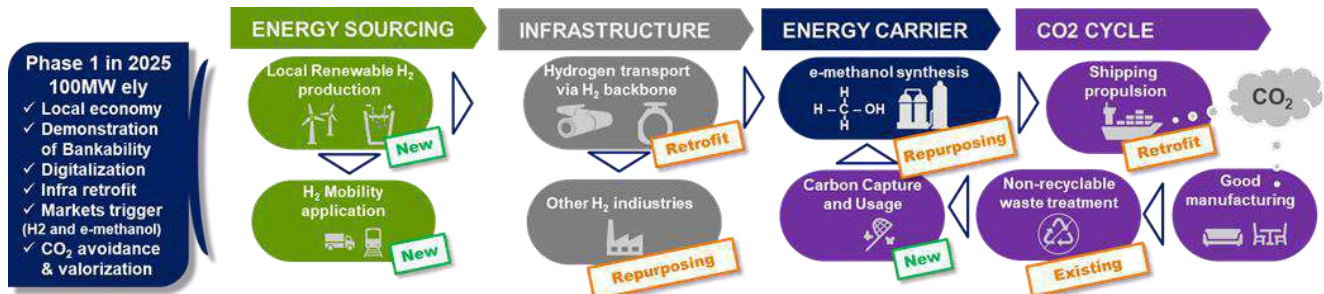 ENERGY SOURCING
INFRASTRUCTURE
ENERGY CARRIER
CO2 CYCLE
Phase 1 in 2025
100MW ely
✓ Local economy
✓ Demonstration
of Bankability
✓ Digitalization
✓ Infra retrofit
✓ Markets trigger
(H2 and e-methanol)
✓ CO₂ avoidance
& valorization
Local Renewable H₂
production
New
H₂ Mobility
application
New
Hydrogen transport
via H₂ backbone
Retrofit
Other H₂ indiustries
Repurposing
e-methanol synthesis
H
H – C – OH
H
Repurposing
Shipping
propulsion
Retrofit
CO₂
Good
manufacturing
Non-recyclable
waste treatment
Existing
Carbon Capture
and Usage
New